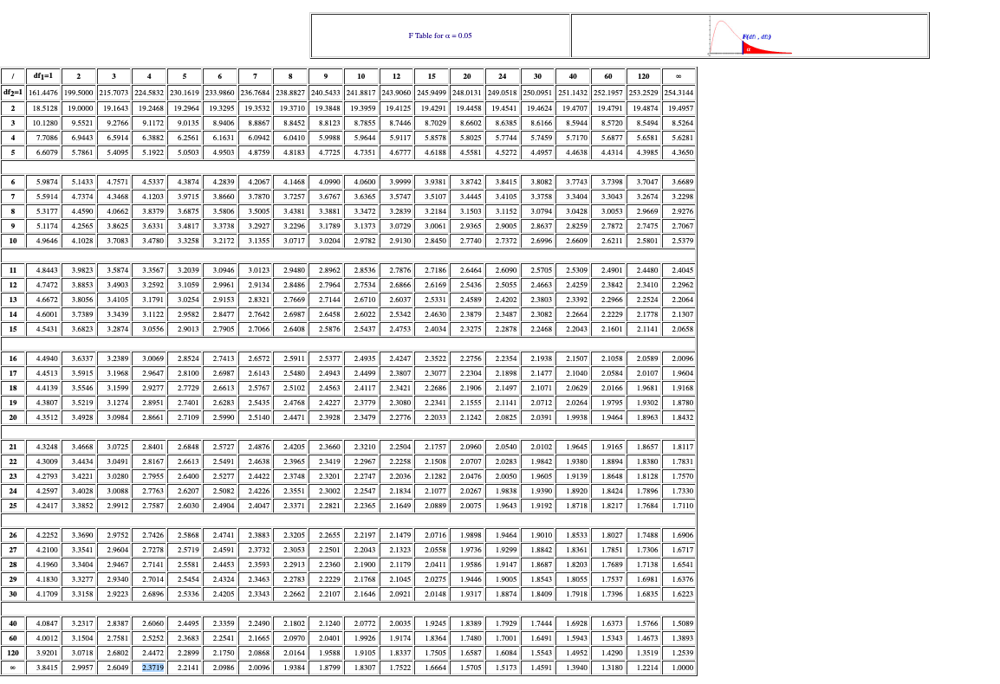 F Table for α = 0.05
F(df₁ , df₂)
α
/ df₁=1 2 3 4 5 6 7 8 9 10 12 15 20 24 30 40 60 120 ∞
df₂=1 161.4476 199.5000 215.7073 224.5832 230.1619 233.9860 236.7684 238.8827 240.5433 241.8817 243.9060 245.9499 248.0131 249.0518 250.0951 251.1432 252.1957 253.2529 254.3144
2 18.5128 19.0000 19.1643 19.2468 19.2964 19.3295 19.3532 19.3710 19.3848 19.3959 19.4125 19.4291 19.4458 19.4541 19.4624 19.4707 19.4791 19.4874 19.4957
3 10.1280 9.5521 9.2766 9.1172 9.0135 8.9406 8.8867 8.8452 8.8123 8.7855 8.7446 8.7029 8.6602 8.6385 8.6166 8.5944 8.5720 8.5494 8.5264
4 7.7086 6.9443 6.5914 6.3882 6.2561 6.1631 6.0942 6.0410 5.9988 5.9644 5.9117 5.8578 5.8025 5.7744 5.7459 5.7170 5.6877 5.6581 5.6281
5 6.6079 5.7861 5.4095 5.1922 5.0503 4.9503 4.8759 4.8183 4.7725 4.7351 4.6777 4.6188 4.5581 4.5272 4.4957 4.4638 4.4314 4.3985 4.3650
6 5.9874 5.1433 4.7571 4.5337 4.3874 4.2839 4.2067 4.1468 4.0990 4.0600 3.9999 3.9381 3.8742 3.8415 3.8082 3.7743 3.7398 3.7047 3.6689
7 5.5914 4.7374 4.3468 4.1203 3.9715 3.8660 3.7870 3.7257 3.6767 3.6365 3.5747 3.5107 3.4445 3.4105 3.3758 3.3404 3.3043 3.2674 3.2298
8 5.3177 4.4590 4.0662 3.8379 3.6875 3.5806 3.5005 3.4381 3.3881 3.3472 3.2839 3.2184 3.1503 3.1152 3.0794 3.0428 3.0053 2.9669 2.9276
9 5.1174 4.2565 3.8625 3.6331 3.4817 3.3738 3.2927 3.2296 3.1789 3.1373 3.0729 3.0061 2.9365 2.9005 2.8637 2.8259 2.7872 2.7475 2.7067
10 4.9646 4.1028 3.7083 3.4780 3.3258 3.2172 3.1355 3.0717 3.0204 2.9782 2.9130 2.8450 2.7740 2.7372 2.6996 2.6609 2.6211 2.5801 2.5379
11 4.8443 3.9823 3.5874 3.3567 3.2039 3.0946 3.0123 2.9480 2.8962 2.8536 2.7876 2.7186 2.6464 2.6090 2.5705 2.5309 2.4901 2.4480 2.4045
12 4.7472 3.8853 3.4903 3.2592 3.1059 2.9961 2.9134 2.8486 2.7964 2.7534 2.6866 2.6169 2.5436 2.5055 2.4663 2.4259 2.3842 2.3410 2.2962
13 4.6672 3.8056 3.4105 3.1791 3.0254 2.9153 2.8321 2.7669 2.7144 2.6710 2.6037 2.5331 2.4589 2.4202 2.3803 2.3392 2.2966 2.2524 2.2064
14 4.6001 3.7389 3.3439 3.1122 2.9582 2.8477 2.7642 2.6987 2.6458 2.6022 2.5342 2.4630 2.3879 2.3487 2.3082 2.2664 2.2229 2.1778 2.1307
15 4.5431 3.6823 3.2874 3.0556 2.9013 2.7905 2.7066 2.6408 2.5876 2.5437 2.4753 2.4034 2.3275 2.2878 2.2468 2.2043 2.1601 2.1141 2.0658
16 4.4940 3.6337 3.2389 3.0069 2.8524 2.7413 2.6572 2.5911 2.5377 2.4935 2.4247 2.3522 2.2756 2.2354 2.1938 2.1507 2.1058 2.0589 2.0096
17 4.4513 3.5915 3.1968 2.9647 2.8100 2.6987 2.6143 2.5480 2.4943 2.4499 2.3807 2.3077 2.2304 2.1898 2.1477 2.1040 2.0584 2.0107 1.9604
18 4.4139 3.5546 3.1599 2.9277 2.7729 2.6613 2.5767 2.5102 2.4563 2.4117 2.3421 2.2686 2.1906 2.1497 2.1071 2.0629 2.0166 1.9681 1.9168
19 4.3807 3.5219 3.1274 2.8951 2.7401 2.6283 2.5435 2.4768 2.4227 2.3779 2.3080 2.2341 2.1555 2.1141 2.0712 2.0264 1.9795 1.9302 1.8780
20 4.3512 3.4928 3.0984 2.8661 2.7109 2.5990 2.5140 2.4471 2.3928 2.3479 2.2776 2.2033 2.1242 2.0825 2.0391 1.9938 1.9464 1.8963 1.8432
21 4.3248 3.4668 3.0725 2.8401 2.6848 2.5727 2.4876 2.4205 2.3660 2.3210 2.2504 2.1757 2.0960 2.0540 2.0102 1.9645 1.9165 1.8657 1.8117
22 4.3009 3.4434 3.0491 2.8167 2.6613 2.5491 2.4638 2.3965 2.3419 2.2967 2.2258 2.1508 2.0707 2.0283 1.9842 1.9380 1.8894 1.8380 1.7831
23 4.2793 3.4221 3.0280 2.7955 2.6400 2.5277 2.4422 2.3748 2.3201 2.2747 2.2036 2.1282 2.0476 2.0050 1.9605 1.9139 1.8648 1.8128 1.7570
24 4.2597 3.4028 3.0088 2.7763 2.6207 2.5082 2.4226 2.3551 2.3002 2.2547 2.1834 2.1077 2.0267 1.9838 1.9390 1.8920 1.8424 1.7896 1.7330
25 4.2417 3.3852 2.9912 2.7587 2.6030 2.4904 2.4047 2.3371 2.2821 2.2365 2.1649 2.0889 2.0075 1.9643 1.9192 1.8718 1.8217 1.7684 1.7110
26 4.2252 3.3690 2.9752 2.7426 2.5868 2.4741 2.3883 2.3205 2.2655 2.2197 2.1479 2.0716 1.9898 1.9464 1.9010 1.8533 1.8027 1.7488 1.6906
27 4.2100 3.3541 2.9604 2.7278 2.5719 2.4591 2.3732 2.3053 2.2501 2.2043 2.1323 2.0558 1.9736 1.9299 1.8842 1.8361 1.7851 1.7306 1.6717
28 4.1960 3.3404 2.9467 2.7141 2.5581 2.4453 2.3593 2.2913 2.2360 2.1900 2.1179 2.0411 1.9586 1.9147 1.8687 1.8203 1.7689 1.7138 1.6541
29 4.1830 3.3277 2.9340 2.7014 2.5454 2.4324 2.3463 2.2783 2.2229 2.1768 2.1045 2.0275 1.9446 1.9005 1.8543 1.8055 1.7537 1.6981 1.6376
30 4.1709 3.3158 2.9223 2.6896 2.5336 2.4205 2.3343 2.2662 2.2107 2.1646 2.0921 2.0148 1.9317 1.8874 1.8409 1.7918 1.7396 1.6835 1.6223
40 4.0847 3.2317 2.8387 2.6060 2.4495 2.3359 2.2490 2.1802 2.1240 2.0772 2.0035 1.9245 1.8389 1.7929 1.7444 1.6928 1.6373 1.5766 1.5089
60 4.0012 3.1504 2.7581 2.5252 2.3683 2.2541 2.1665 2.0970 2.0401 1.9926 1.9174 1.8364 1.7480 1.7001 1.6491 1.5943 1.5343 1.4673 1.3893
120 3.9201 3.0718 2.6802 2.4472 2.2899 2.1750 2.0868 2.0164 1.9588 1.9105 1.8337 1.7505 1.6587 1.6084 1.5543 1.4952 1.4290 1.3519 1.2539
∞ 3.8415 2.9957 2.6049 2.3719 2.2141 2.0986 2.0096 1.9384 1.8799 1.8307 1.7522 1.6664 1.5705 1.5173 1.4591 1.3940 1.3180 1.2214 1.0000